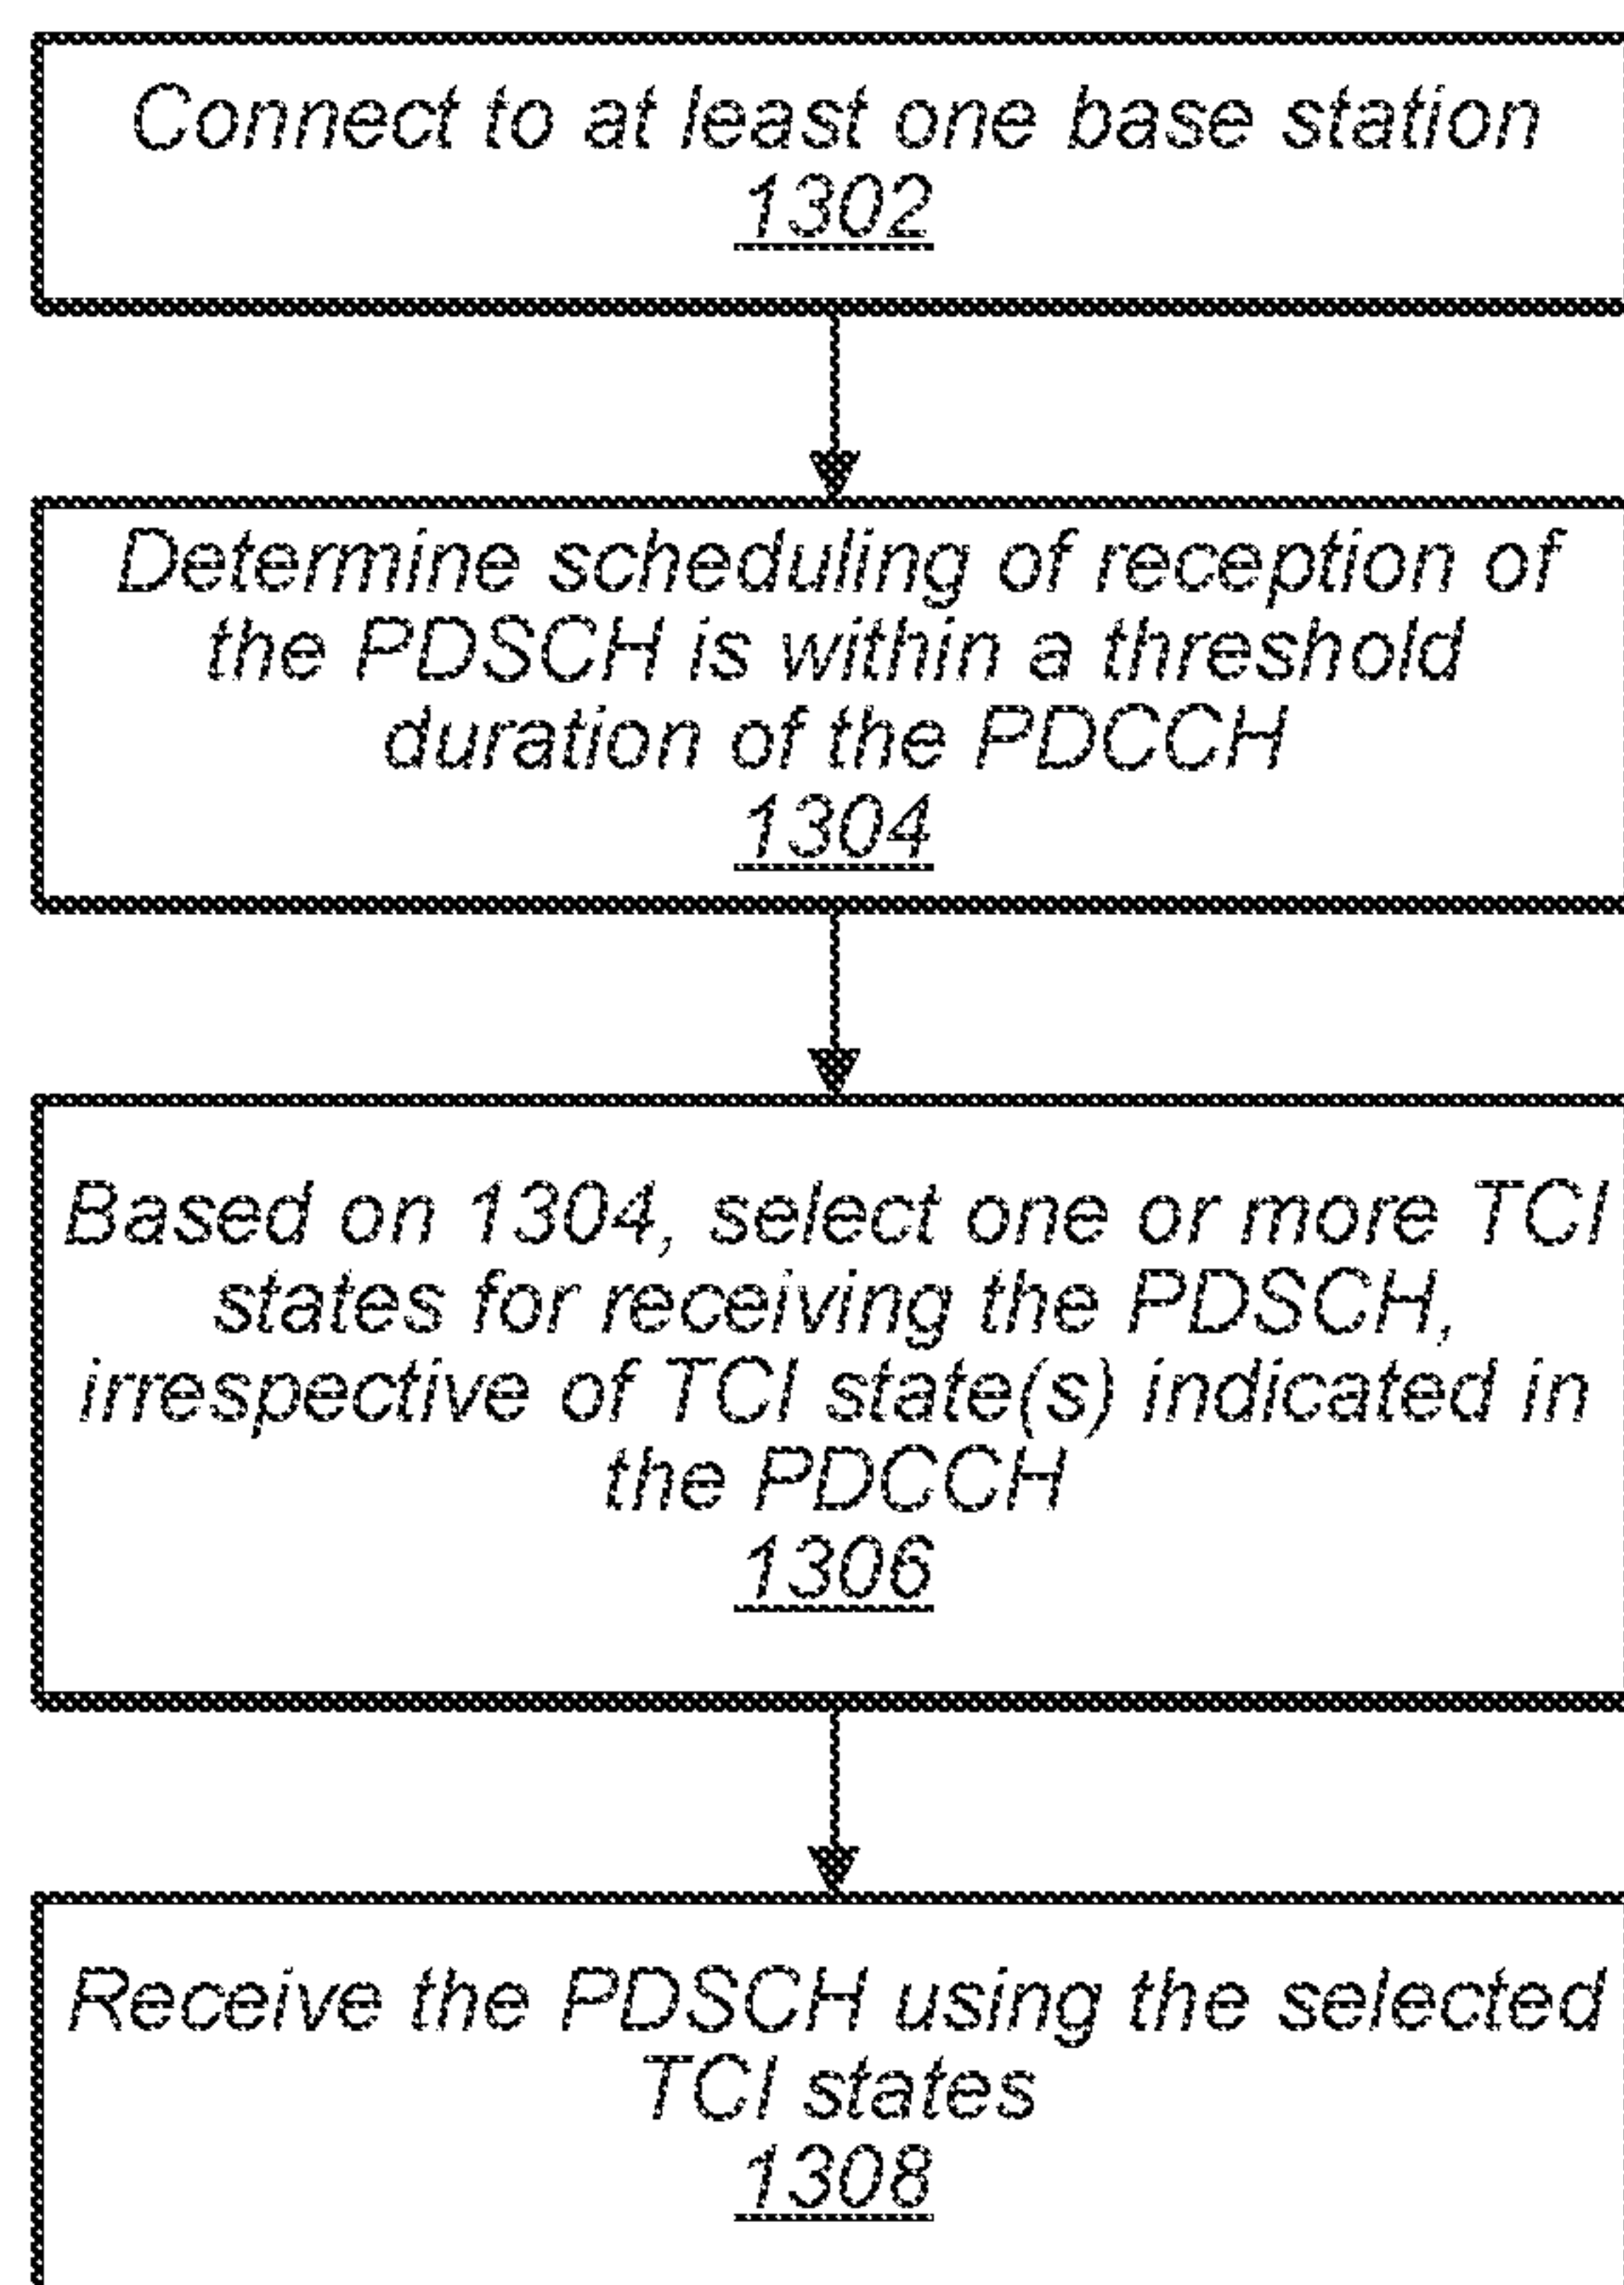 Connect to at least one base station
1302
Determine scheduling of reception of
the PDSCH is within a threshold
duration of the PDCCH
1304
Based on 1304, select one or more TCI
states for receiving the PDSCH,
irrespective of TCI state(s) indicated in
the PDCCH
1306
Receive the PDSCH using the selected
TCI states
1308